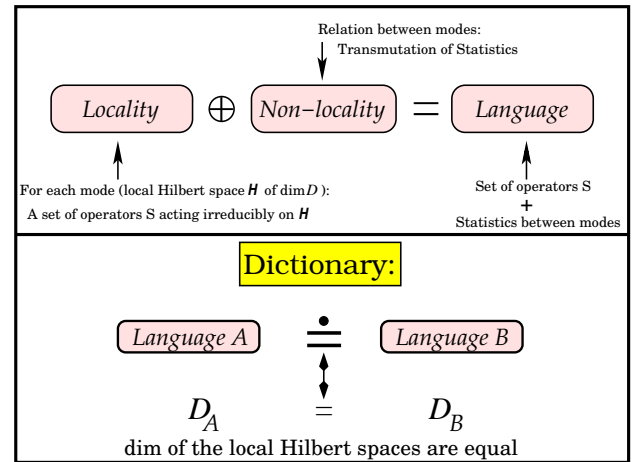 Relation between modes:
Transmutation of Statistics
Locality ⊕ Non−locality = Language
For each mode (local Hilbert space H of dim D ):
A set of operators S acting irreducibly on H
Set of operators S
+
Statistics between modes
Dictionary:
Language A ≐ Language B
D_A = D_B
dim of the local Hilbert spaces are equal